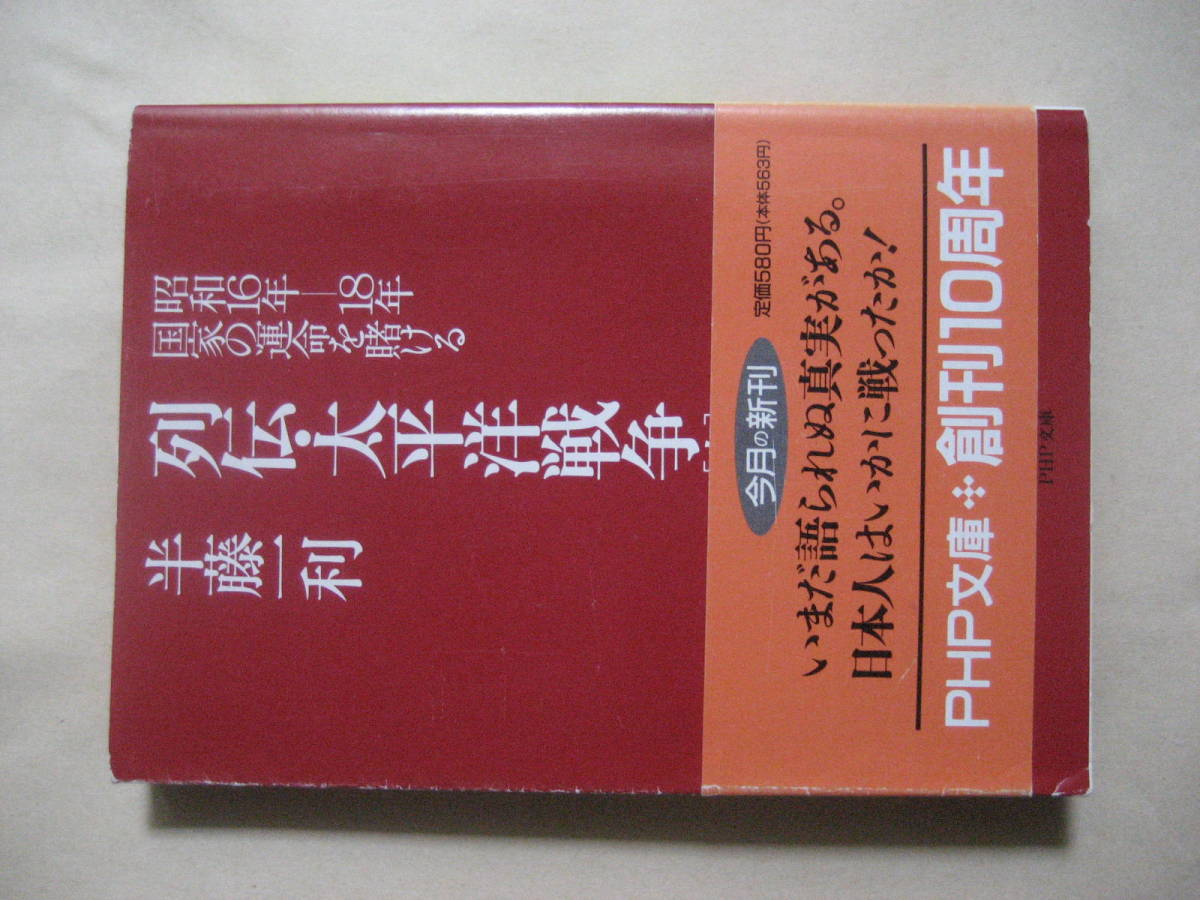 昭和16年—18年
国家の運命を賭ける
列伝・太平洋戦争
半藤一利
定価580円(本体563円)
今月の新刊
いまだ語られぬ真実がある。
日本人はいかに戦ったか!
PHP文庫 創刊10周年
PHP文庫